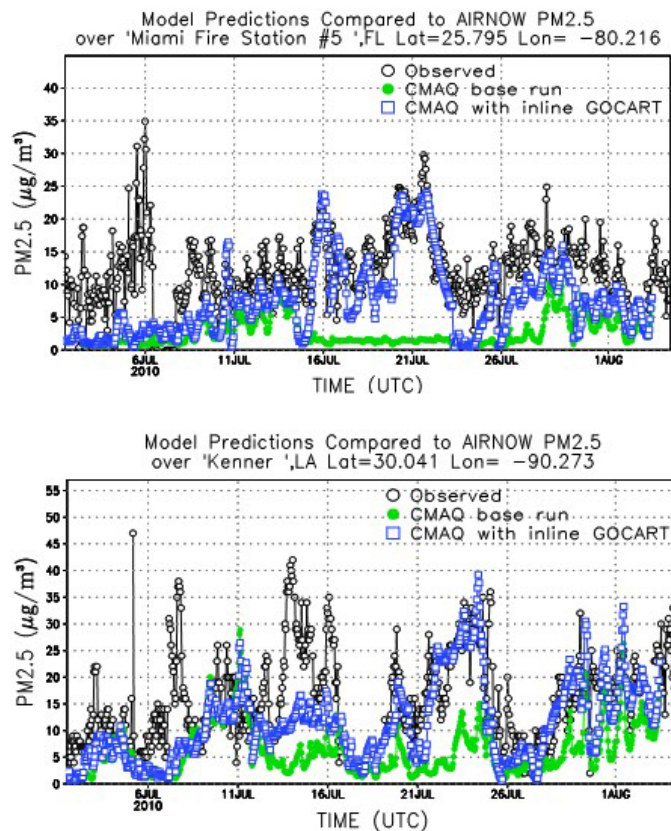 Model Predictions Compared to AIRNOW PM2.5
over 'Miami Fire Station #5 ',FL Lat=25.795 Lon= −80.216
45
40
35
30
25
20
15
10
5
0
PM2.5 (µg/m³)
Observed
CMAQ base run
CMAQ with inline GOCART
6JUL 11JUL 16JUL 21JUL 26JUL 1AUG
2010
TIME (UTC)
Model Predictions Compared to AIRNOW PM2.5
over 'Kenner ',LA Lat=30.041 Lon= −90.273
55
50
45
40
35
30
25
20
15
10
5
0
PM2.5 (µg/m³)
Observed
CMAQ base run
CMAQ with inline GOCART
6JUL 11JUL 16JUL 21JUL 26JUL 1AUG
2010
TIME (UTC)